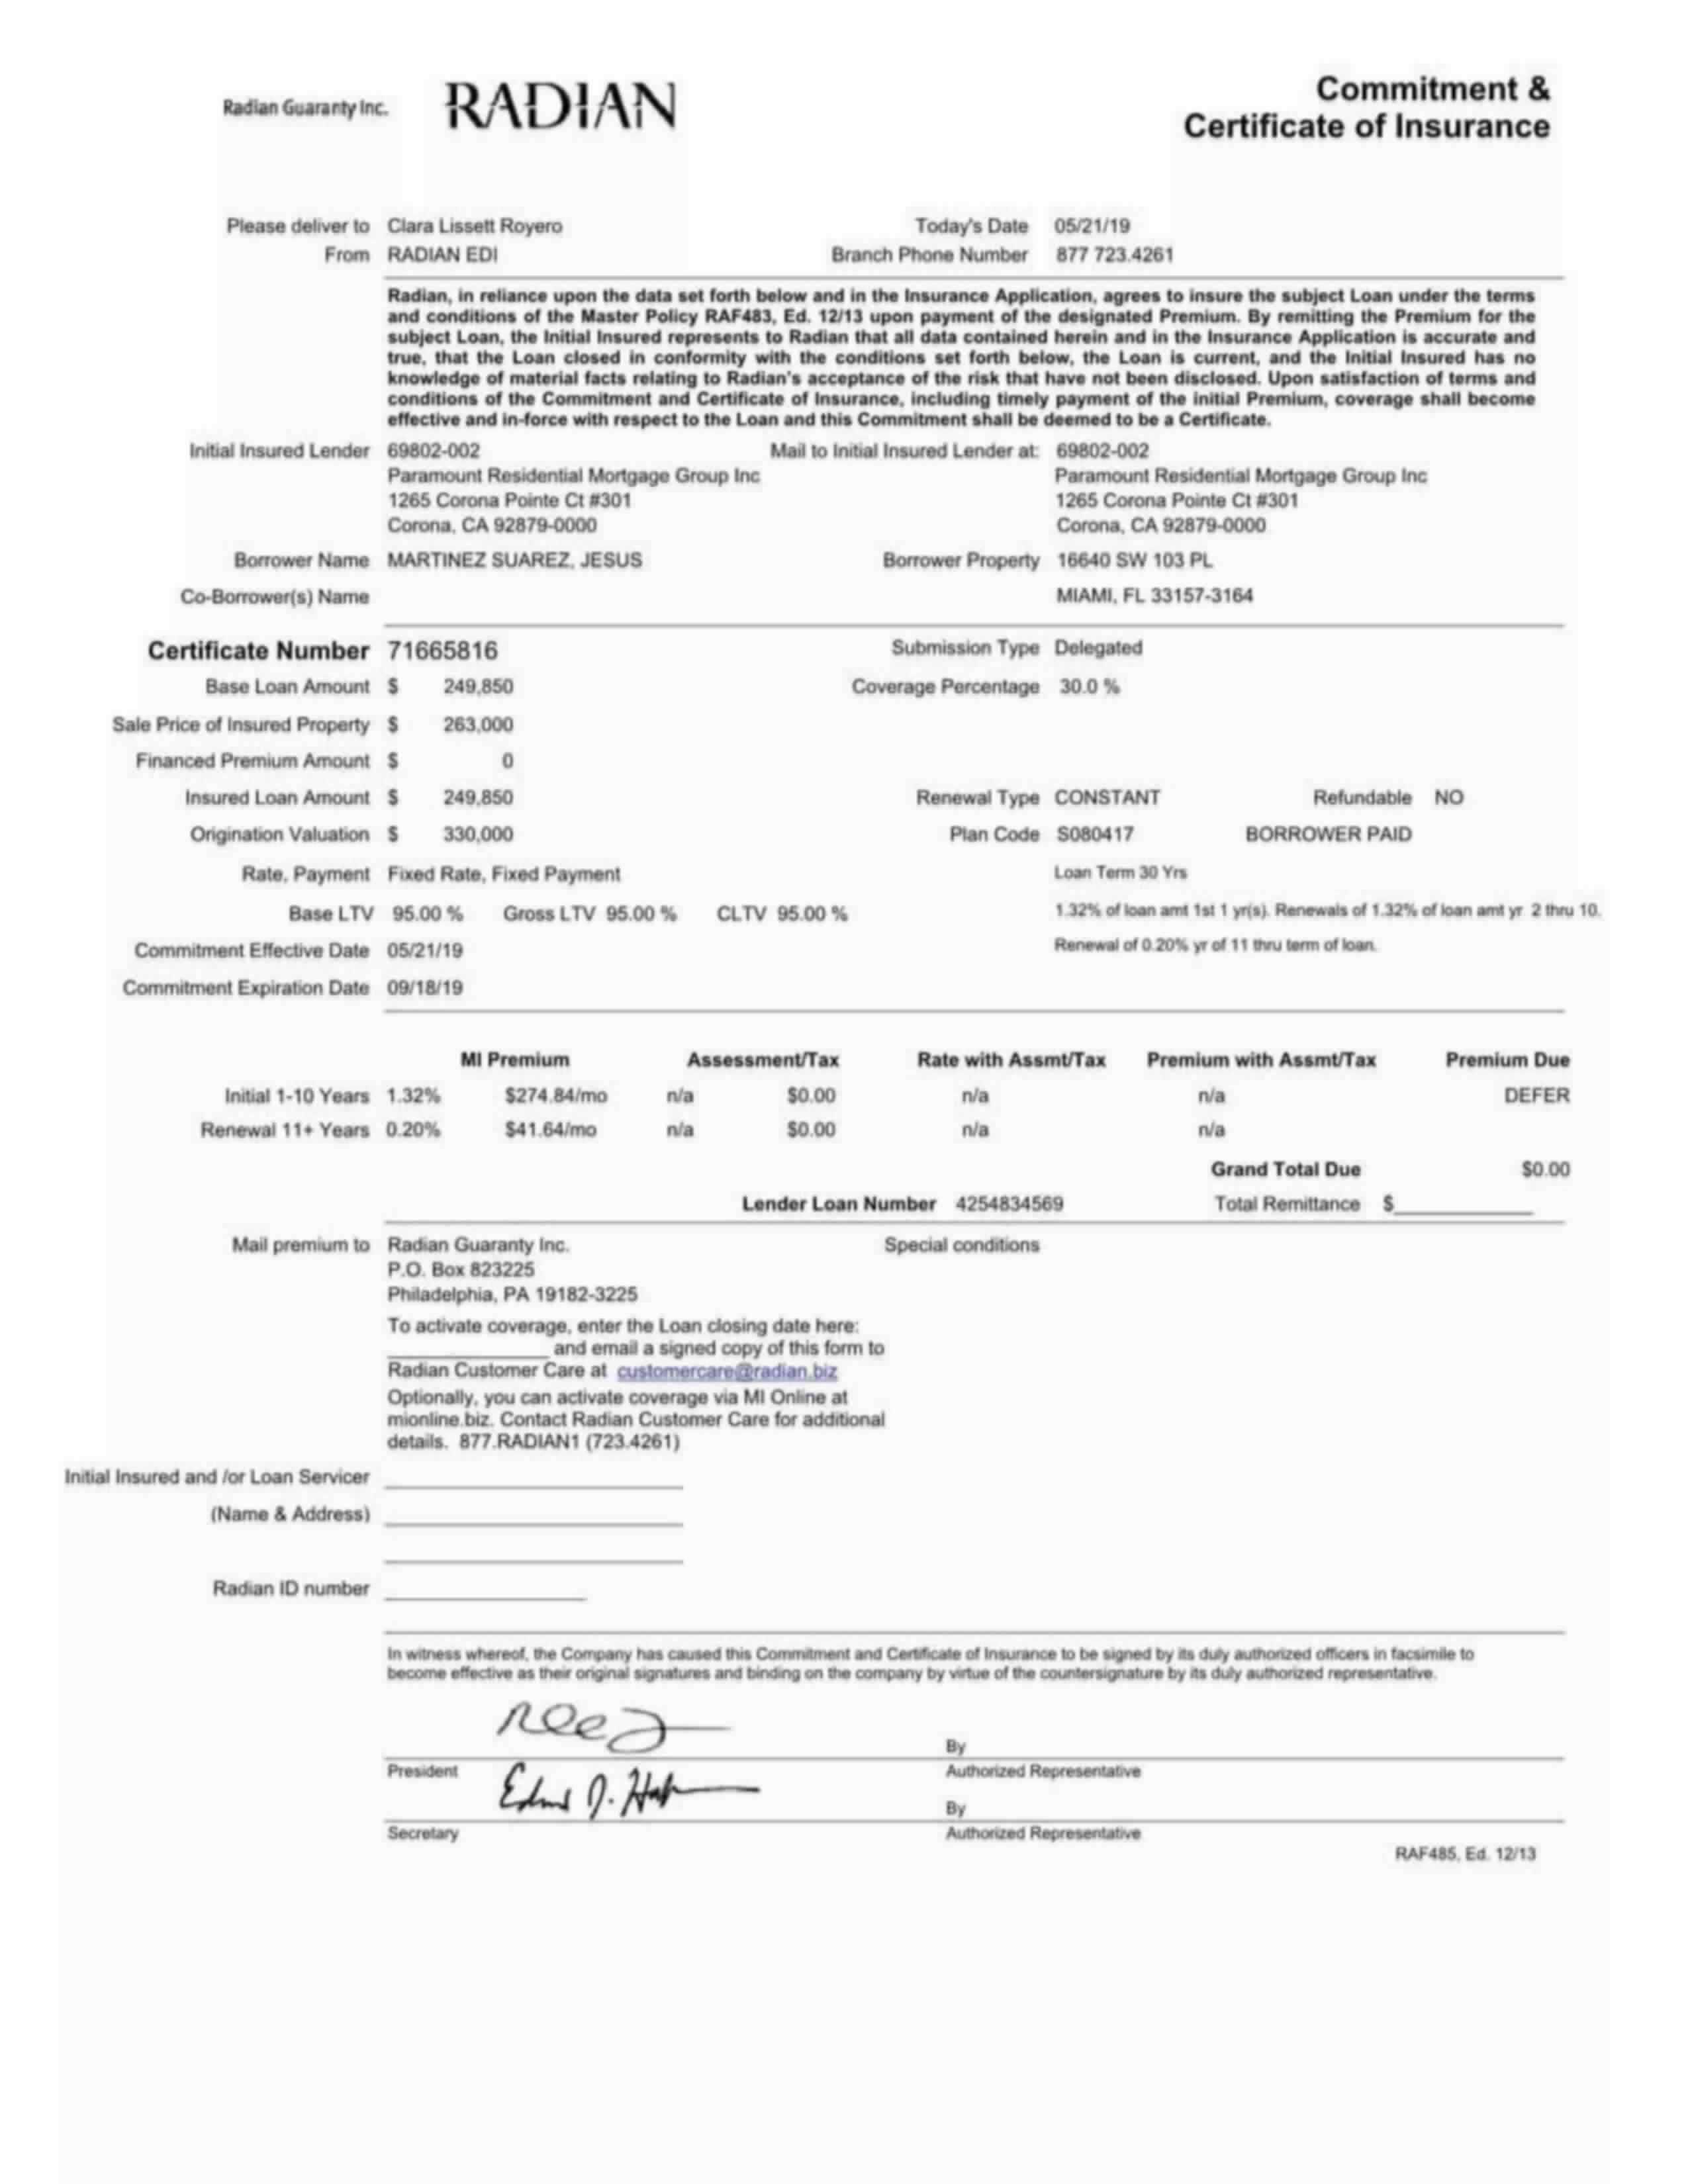 Radian Guaranty Inc. RADIAN
Commitment &
Certificate of Insurance
Please deliver to Clara Lissett Royero Today's Date 05/21/19
From RADIAN EDI Branch Phone Number 877 723.4261
Radian, in reliance upon the data set forth below and in the Insurance Application, agrees to insure the subject Loan under the terms
and conditions of the Master Policy RAF483, Ed. 12/13 upon payment of the designated Premium. By remitting the Premium for the
subject Loan, the Initial Insured represents to Radian that all data contained herein and in the Insurance Application is accurate and
true, that the Loan closed in conformity with the conditions set forth below, the Loan is current, and the Initial Insured has no
knowledge of material facts relating to Radian's acceptance of the risk that have not been disclosed. Upon satisfaction of terms and
conditions of the Commitment and Certificate of Insurance, including timely payment of the initial Premium, coverage shall become
effective and in-force with respect to the Loan and this Commitment shall be deemed to be a Certificate.
Initial Insured Lender 69802-002 Mail to Initial Insured Lender at: 69802-002
Paramount Residential Mortgage Group Inc Paramount Residential Mortgage Group Inc
1265 Corona Pointe Ct #301 1265 Corona Pointe Ct #301
Corona, CA 92879-0000 Corona, CA 92879-0000
Borrower Name MARTINEZ SUAREZ, JESUS Borrower Property 16640 SW 103 PL
Co-Borrower(s) Name MIAMI, FL 33157-3164
Certificate Number 71665816 Submission Type Delegated
Base Loan Amount $ 249,850 Coverage Percentage 30.0 %
Sale Price of Insured Property $ 263,000
Financed Premium Amount $ 0
Insured Loan Amount $ 249,850 Renewal Type CONSTANT Refundable NO
Origination Valuation $ 330,000 Plan Code S080417 BORROWER PAID
Rate, Payment Fixed Rate, Fixed Payment Loan Term 30 Yrs
Base LTV 95.00 % Gross LTV 95.00 % CLTV 95.00 % 1.32% of loan amt 1st 1 yr(s). Renewals of 1.32% of loan amt yr 2 thru 10.
Commitment Effective Date 05/21/19 Renewal of 0.20% yr of 11 thru term of loan.
Commitment Expiration Date 09/18/19
MI Premium Assessment/Tax Rate with Assmt/Tax Premium with Assmt/Tax Premium Due
Initial 1-10 Years 1.32% $274.84/mo n/a $0.00 n/a n/a DEFER
Renewal 11+ Years 0.20% $41.64/mo n/a $0.00 n/a n/a
Grand Total Due $0.00
Lender Loan Number 4254834569 Total Remittance $
Mail premium to Radian Guaranty Inc. Special conditions
P.O. Box 823225
Philadelphia, PA 19182-3225
To activate coverage, enter the Loan closing date here:
and email a signed copy of this form to
Radian Customer Care at customercare@radian.biz
Optionally, you can activate coverage via MI Online at
mionline.biz. Contact Radian Customer Care for additional
details. 877.RADIAN1 (723.4261)
Initial Insured and /or Loan Servicer
(Name & Address)
Radian ID number
In witness whereof, the Company has caused this Commitment and Certificate of Insurance to be signed by its duly authorized officers in facsimile to
become effective as their original signatures and binding on the company by virtue of the countersignature by its duly authorized representative.
By
President Authorized Representative
By
Secretary Authorized Representative
RAF485, Ed. 12/13